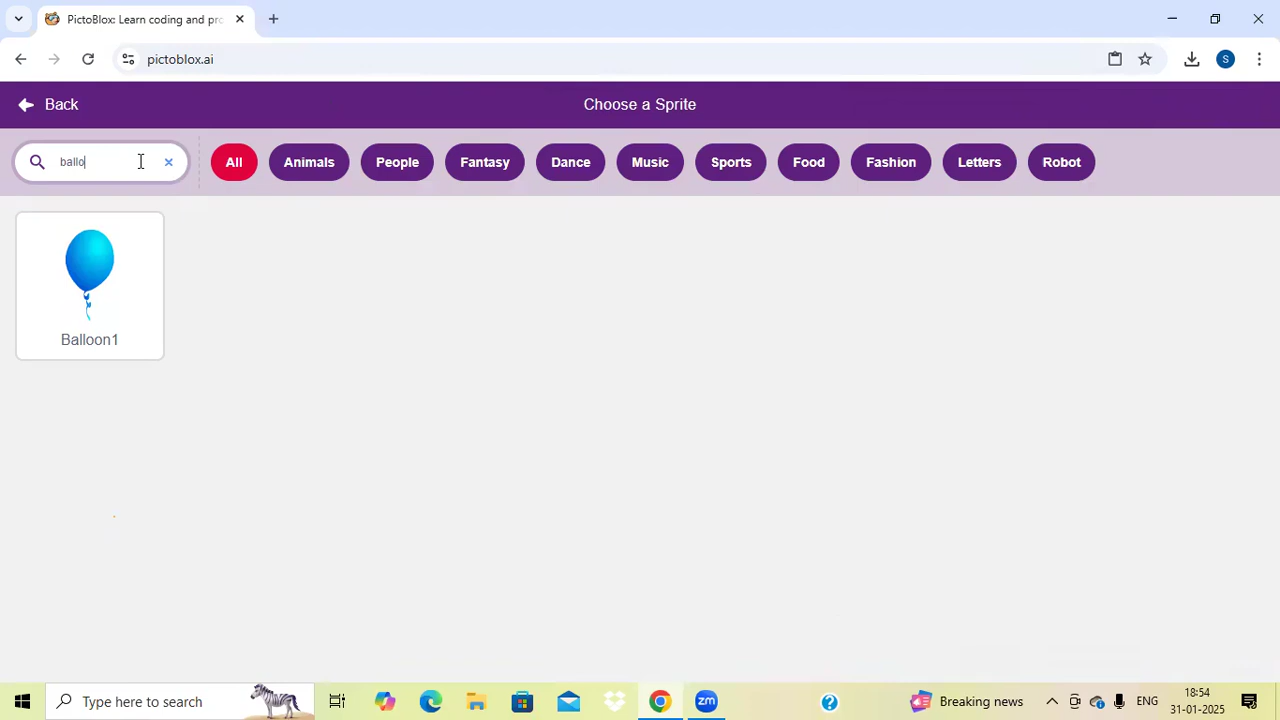 PictoBlox: Learn coding and pro
pictoblox.ai
S
Back
Choose a Sprite
ballo
All
Animals
People
Fantasy
Dance
Music
Sports
Food
Fashion
Letters
Robot
Balloon1
Type here to search
zm
Breaking news
ENG
18:54
31-01-2025